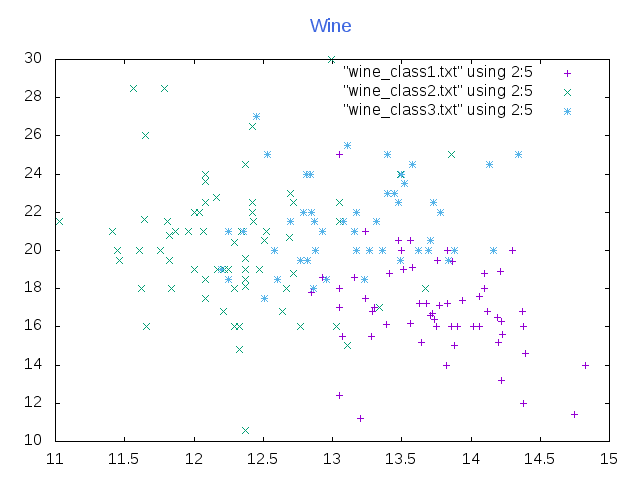 Wine
"wine_class1.txt" using 2:5
"wine_class2.txt" using 2:5
"wine_class3.txt" using 2:5
30
28
26
24
22
20
18
16
14
12
10
11 11.5 12 12.5 13 13.5 14 14.5 15